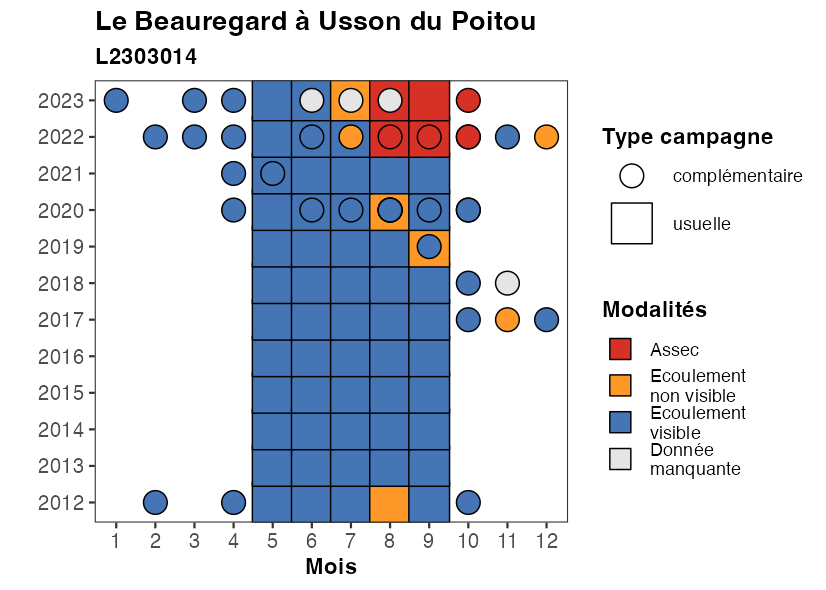 Le Beauregard à Usson du Poitou
L2303014
2023
2022
2021
2020
2019
2018
2017
2016
2015
2014
2013
2012
1 2 3 4 5 6 7 8 9 10 11 12
Mois
Type campagne
complémentaire
usuelle
Modalités
Assec
Ecoulement
non visible
Ecoulement
visible
Donnée
manquante